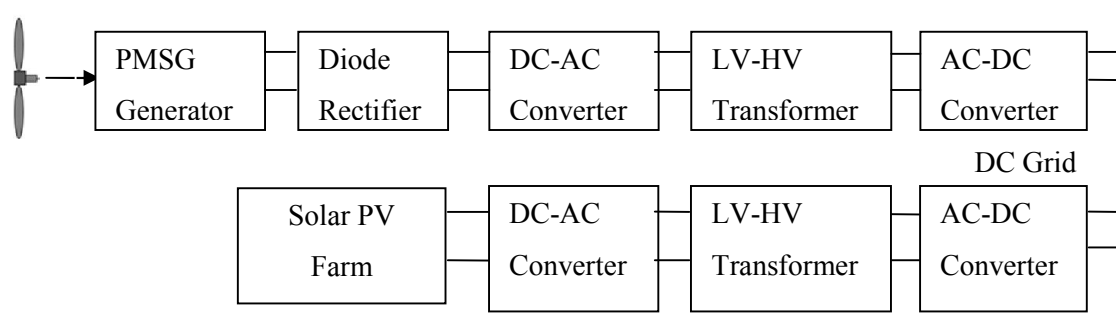 PMSG
Generator
Diode
Rectifier
DC-AC
Converter
LV-HV
Transformer
AC-DC
Converter
DC Grid
Solar PV
Farm
DC-AC
Converter
LV-HV
Transformer
AC-DC
Converter